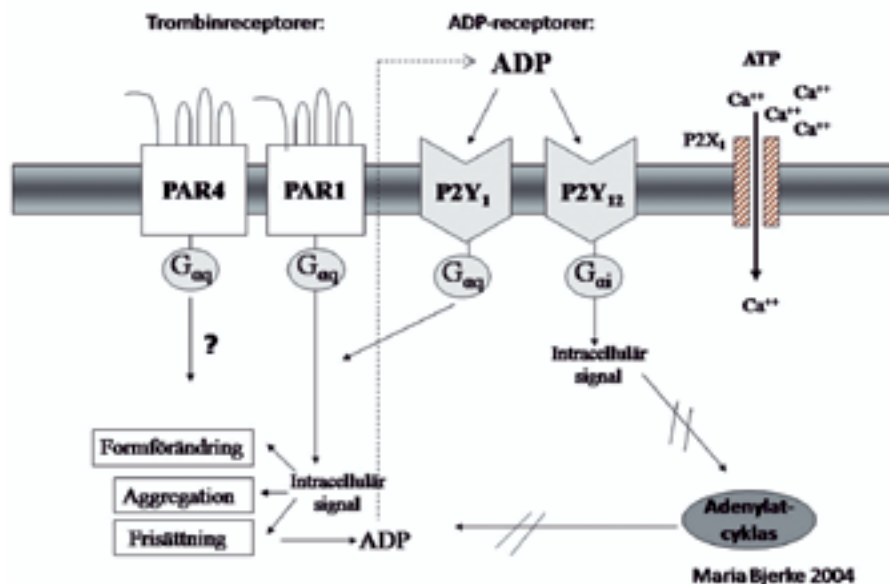 Trombinreceptorer:
ADP-receptorer:
ADP
ATP
Ca⁺⁺
Ca⁺⁺
Ca⁺⁺
Ca⁺⁺
P2X₁
PAR4
PAR1
P2Y₁
P2Y₁₂
Gαq
Gαq
Gαq
Gαi
Ca⁺⁺
?
Intracellulär
signal
Formförändring
Aggregation
Frisättning
Intracellulär
signal
ADP
Adenylat-
cyklas
Maria Bjerke 2004